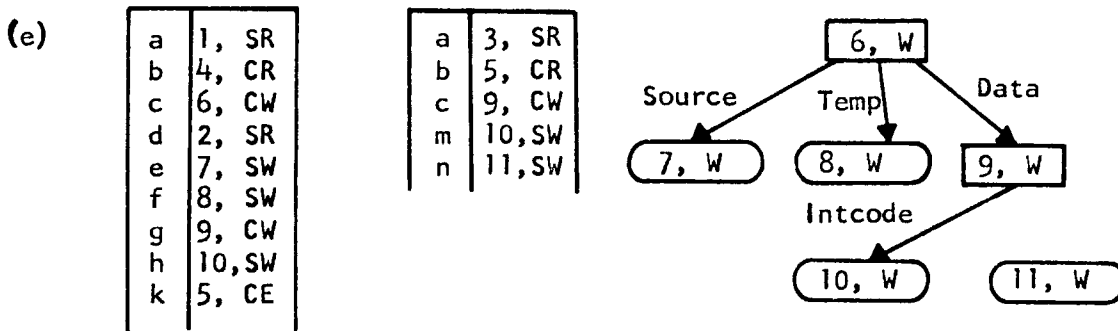 (e)
a 1, SR
b 4, CR
c 6, CW
d 2, SR
e 7, SW
f 8, SW
g 9, CW
h 10,SW
k 5, CE
a 3, SR
b 5, CR
c 9, CW
m 10,SW
n 11,SW
6, W
Source Temp Data
7, W 8, W 9, W
Intcode
10, W 11, W